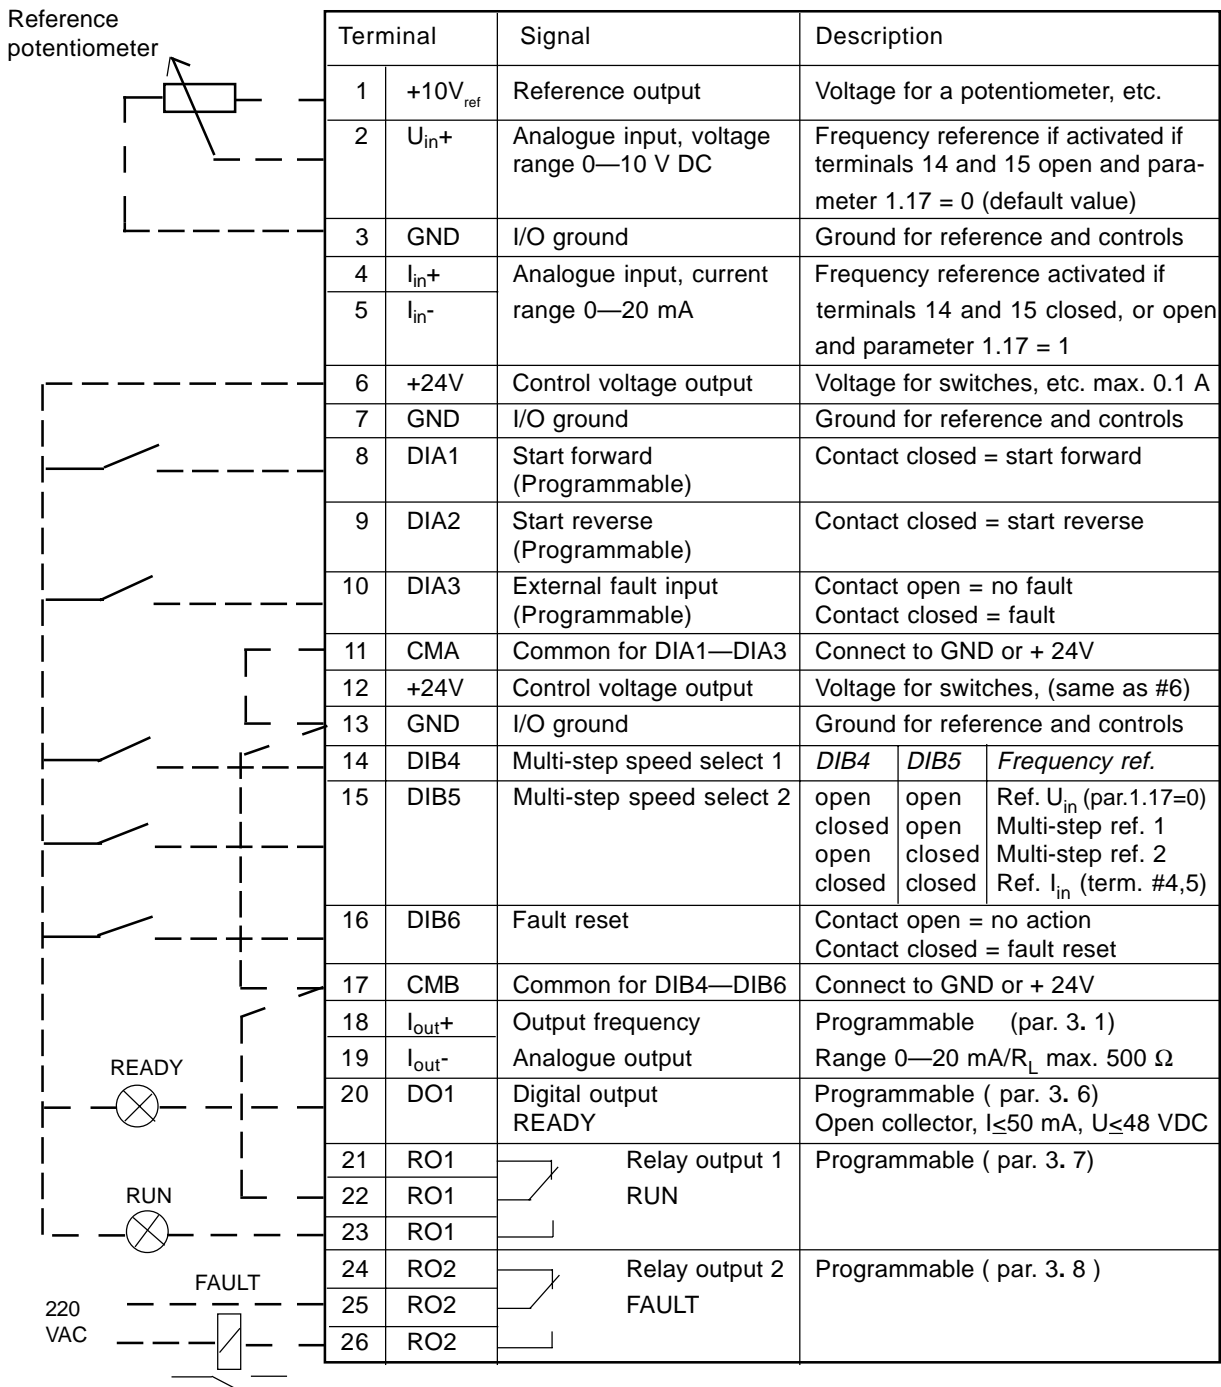 Reference
potentiometer
Terminal Signal Description
1 +10Vref Reference output Voltage for a potentiometer, etc.
2 Uin+ Analogue input, voltage Frequency reference if activated if
range 0—10 V DC terminals 14 and 15 open and para-
meter 1.17 = 0 (default value)
3 GND I/O ground Ground for reference and controls
4 Iin+ Analogue input, current Frequency reference activated if
5 Iin- range 0—20 mA terminals 14 and 15 closed, or open
and parameter 1.17 = 1
6 +24V Control voltage output Voltage for switches, etc. max. 0.1 A
7 GND I/O ground Ground for reference and controls
8 DIA1 Start forward Contact closed = start forward
(Programmable)
9 DIA2 Start reverse Contact closed = start reverse
(Programmable)
10 DIA3 External fault input Contact open = no fault
(Programmable) Contact closed = fault
11 CMA Common for DIA1—DIA3 Connect to GND or + 24V
12 +24V Control voltage output Voltage for switches, (same as #6)
13 GND I/O ground Ground for reference and controls
14 DIB4 Multi-step speed select 1 DIB4 DIB5 Frequency ref.
15 DIB5 Multi-step speed select 2 open open Ref. Uin (par.1.17=0)
closed open Multi-step ref. 1
open closed Multi-step ref. 2
closed closed Ref. Iin (term. #4,5)
16 DIB6 Fault reset Contact open = no action
Contact closed = fault reset
17 CMB Common for DIB4—DIB6 Connect to GND or + 24V
18 Iout+ Output frequency Programmable (par. 3. 1)
19 Iout- Analogue output Range 0—20 mA/RL max. 500 Ω
READY
20 DO1 Digital output Programmable ( par. 3. 6)
READY Open collector, I≤50 mA, U≤48 VDC
21 RO1 Relay output 1 Programmable ( par. 3. 7)
RUN
22 RO1 RUN
23 RO1
24 RO2 Relay output 2 Programmable ( par. 3. 8 )
FAULT
220
VAC
25 RO2 FAULT
26 RO2